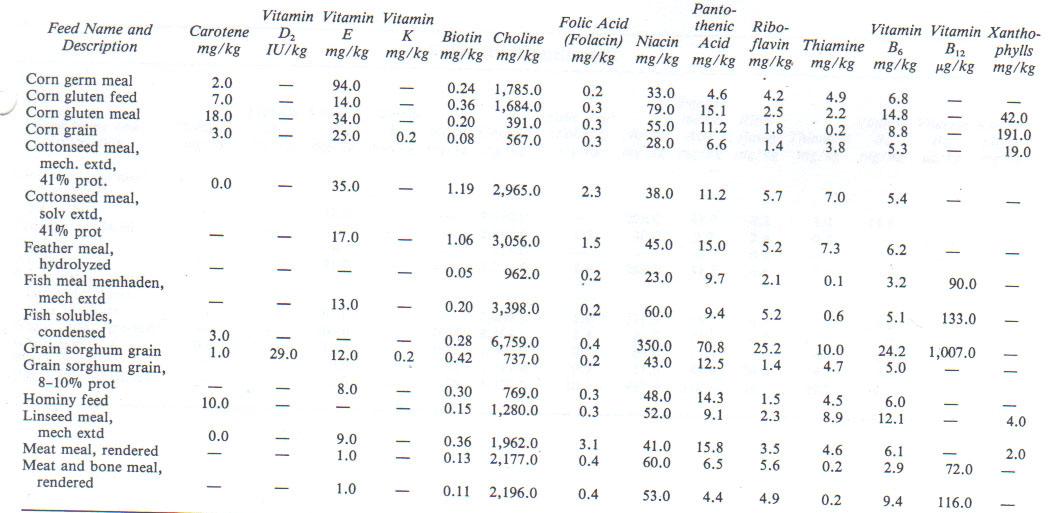 Panto-
Vitamin Vitamin Vitamin Folic Acid thenic Ribo- Vitamin Vitamin Xantho-
Feed Name and Carotene D2 E K Biotin Choline (Folacin) Niacin Acid flavin Thiamine B6 B12 phylls
Description mg/kg IU/kg mg/kg mg/kg mg/kg mg/kg mg/kg mg/kg mg/kg mg/kg mg/kg mg/kg µg/kg mg/kg
Corn germ meal 2.0 — 94.0 — 0.24 1,785.0 0.2 33.0 4.6 4.2 4.9 6.8 — —
Corn gluten feed 7.0 — 14.0 — 0.36 1,684.0 0.3 79.0 15.1 2.5 2.2 14.8 — 42.0
Corn gluten meal 18.0 — 34.0 — 0.20 391.0 0.3 55.0 11.2 1.8 0.2 8.8 — 191.0
Corn grain 3.0 — 25.0 0.2 0.08 567.0 0.3 28.0 6.6 1.4 3.8 5.3 — 19.0
Cottonseed meal,
mech. extd,
41% prot. 0.0 — 35.0 — 1.19 2,965.0 2.3 38.0 11.2 5.7 7.0 5.4 — —
Cottonseed meal,
solv extd,
41% prot — — 17.0 — 1.06 3,056.0 1.5 45.0 15.0 5.2 7.3 6.2 — —
Feather meal,
hydrolyzed — — — — 0.05 962.0 0.2 23.0 9.7 2.1 0.1 3.2 90.0 —
Fish meal menhaden,
mech extd — — 13.0 — 0.20 3,398.0 0.2 60.0 9.4 5.2 0.6 5.1 133.0 —
Fish solubles,
condensed 3.0 — — — 0.28 6,759.0 0.4 350.0 70.8 25.2 10.0 24.2 1,007.0 —
Grain sorghum grain 1.0 29.0 12.0 0.2 0.42 737.0 0.2 43.0 12.5 1.4 4.7 5.0 — —
Grain sorghum grain,
8–10% prot — — 8.0 — 0.30 769.0 0.3 48.0 14.3 1.5 4.5 6.0 — —
Hominy feed 10.0 — — — 0.15 1,280.0 0.3 52.0 9.1 2.3 8.9 12.1 — 4.0
Linseed meal,
mech extd 0.0 — 9.0 — 0.36 1,962.0 3.1 41.0 15.8 3.5 4.6 6.1 — 2.0
Meat meal, rendered — — 1.0 — 0.13 2,177.0 0.4 60.0 6.5 5.6 0.2 2.9 72.0 —
Meat and bone meal,
rendered — — 1.0 — 0.11 2,196.0 0.4 53.0 4.4 4.9 0.2 9.4 116.0 —